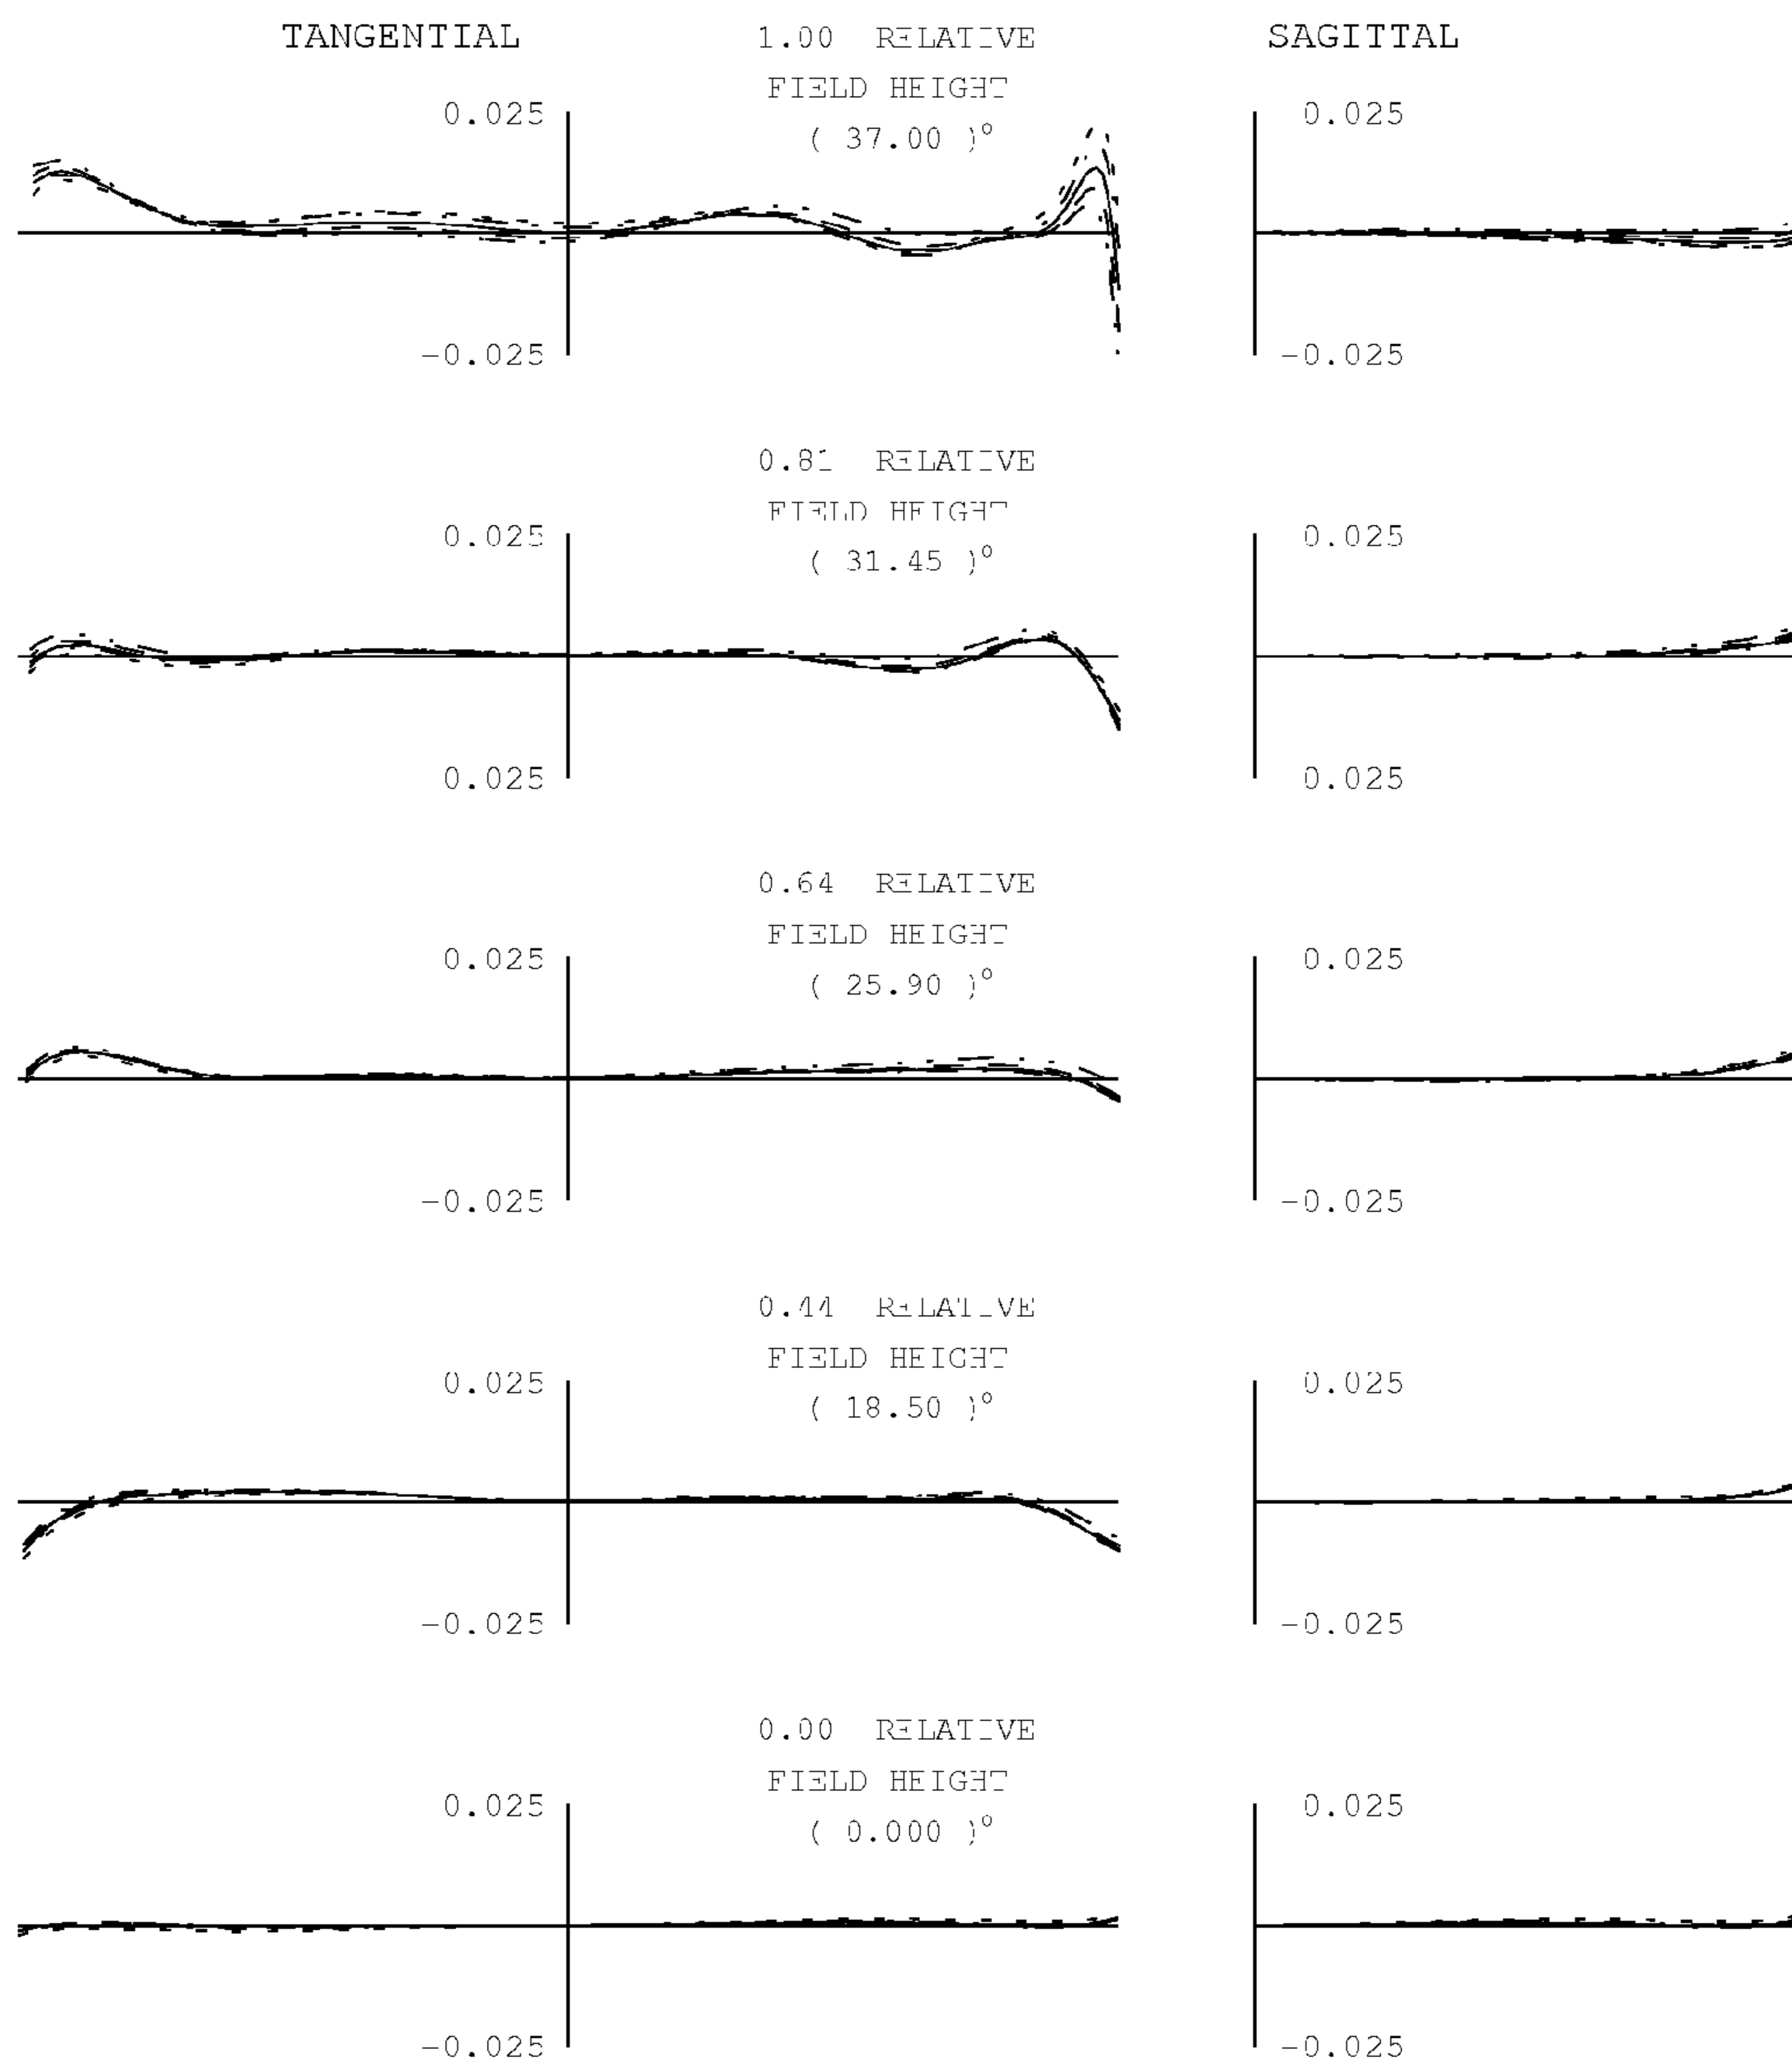 TANGENTIAL
1.00 RELATIVE
SAGITTAL
FIELD HEIGHT
0.025
0.025
( 37.00 )°
-0.025
-0.025
0.81 RELATIVE
FIELD HEIGHT
0.025
0.025
( 31.45 )°
0.025
0.025
0.64 RELATIVE
FIELD HEIGHT
0.025
0.025
( 25.90 )°
-0.025
-0.025
0.44 RELATIVE
FIELD HEIGHT
0.025
0.025
( 18.50 )°
-0.025
-0.025
0.00 RELATIVE
FIELD HEIGHT
0.025
0.025
( 0.000 )°
-0.025
-0.025